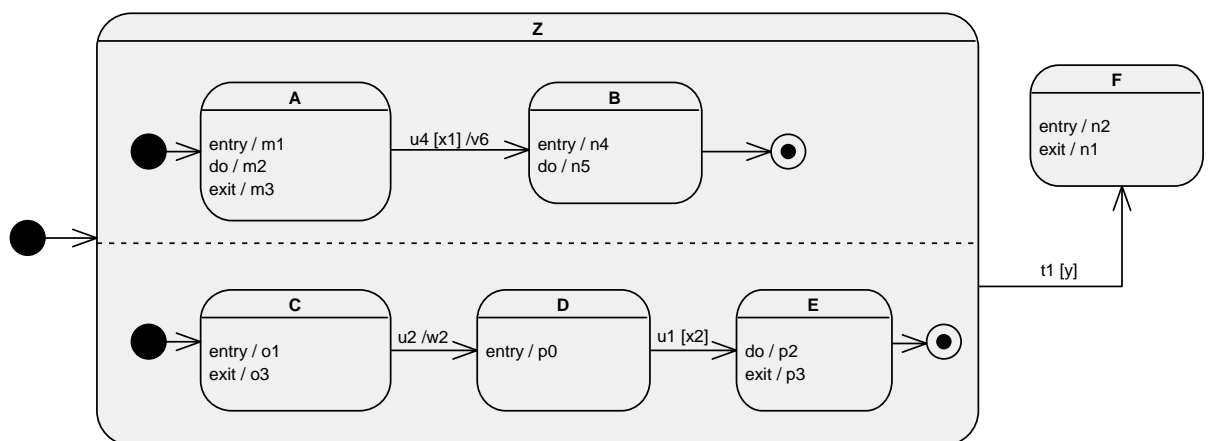 Z
A
entry / m1
do / m2
exit / m3
u4 [x1] /v6
B
entry / n4
do / n5
F
entry / n2
exit / n1
t1 [y]
C
entry / o1
exit / o3
u2 /w2
D
entry / p0
u1 [x2]
E
do / p2
exit / p3